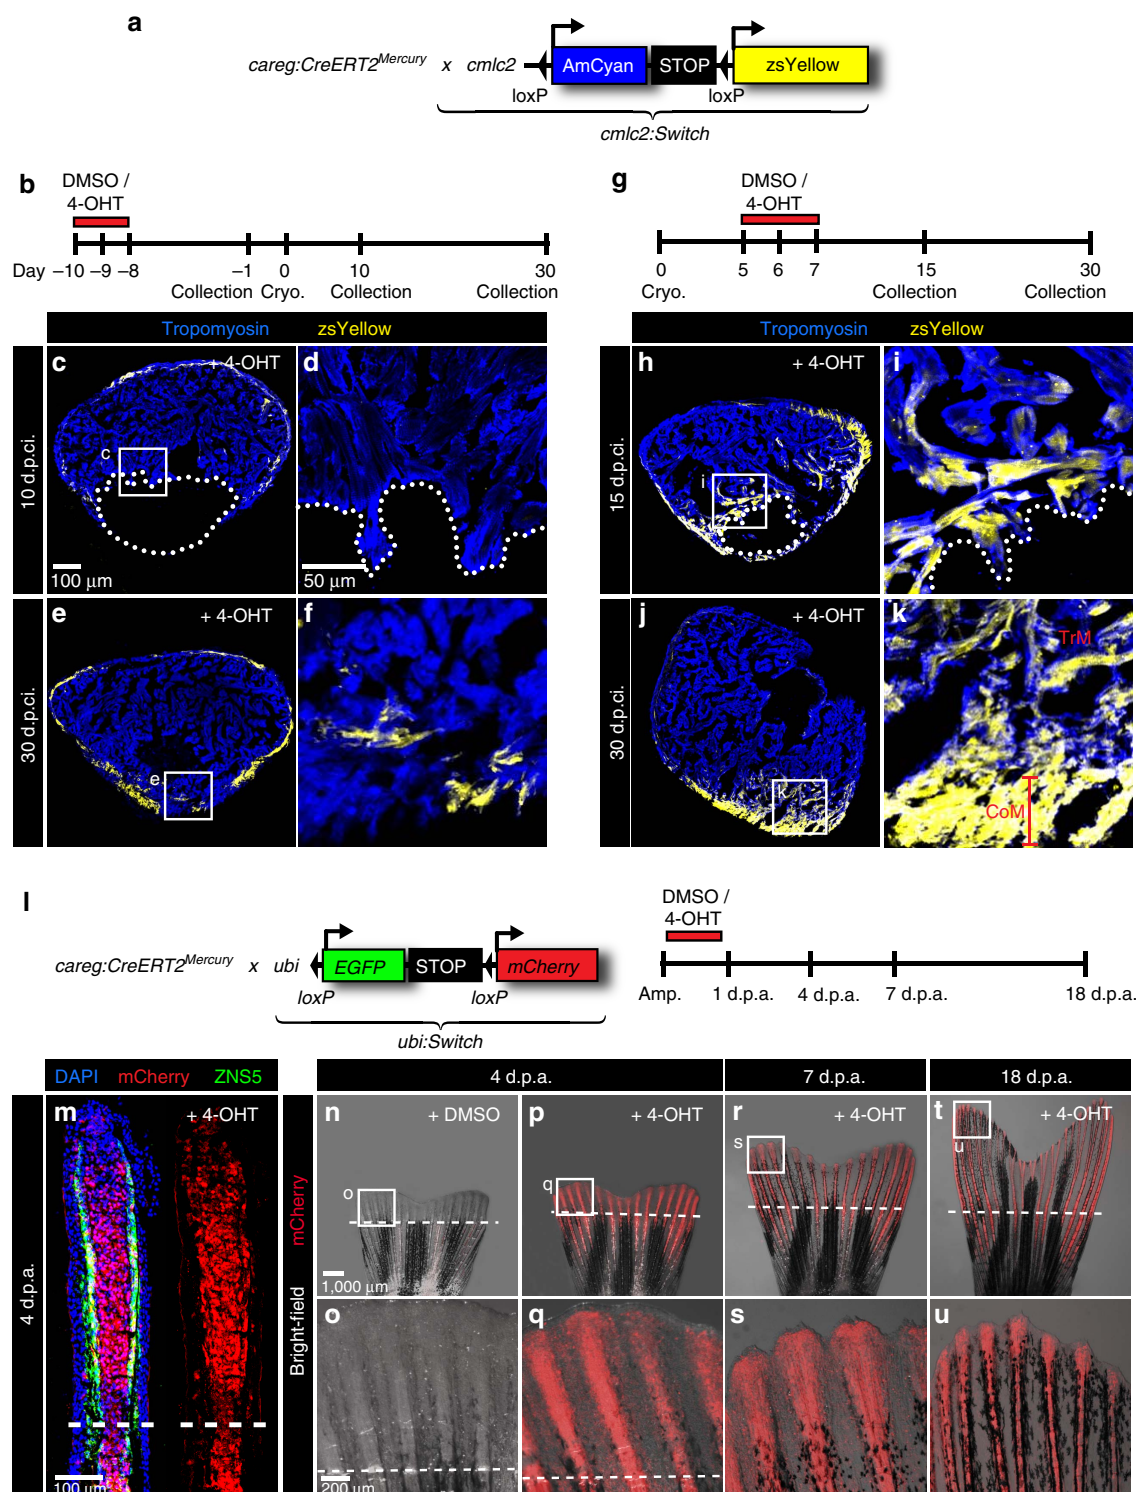 a
careg:CreERT2Mercury x cmlc2 AmCyan STOP zsYellow
loxP loxP
cmlc2:Switch
b
DMSO /
4-OHT
Day –10 –9 –8 –1 0 10 30
Collection Cryo. Collection Collection
g
DMSO /
4-OHT
0 5 6 7 15 30
Cryo. Collection Collection
Tropomyosin zsYellow
10 d.p.ci.
c + 4-OHT
c
100 μm
d
50 μm
30 d.p.ci.
e + 4-OHT
e
f
Tropomyosin zsYellow
15 d.p.ci.
h + 4-OHT
i
i
30 d.p.ci.
j + 4-OHT
k
k
TrM
CoM
l
careg:CreERT2Mercury x ubi EGFP STOP mCherry
loxP loxP
ubi:Switch
DMSO /
4-OHT
Amp. 1 d.p.a. 4 d.p.a. 7 d.p.a. 18 d.p.a.
DAPI mCherry ZNS5
4 d.p.a.
m + 4-OHT
100 μm
Bright-field mCherry
4 d.p.a. 7 d.p.a. 18 d.p.a.
n + DMSO
o
1,000 μm
p + 4-OHT
q
r + 4-OHT
s
t + 4-OHT
u
o
200 μm
q
s
u